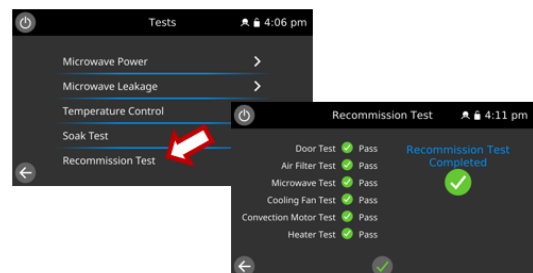 Tests
4:06 pm
Microwave Power
Microwave Leakage
Temperature Control
Soak Test
Recommission Test
Recommission Test
4:11 pm
Door Test Pass
Air Filter Test Pass
Microwave Test Pass
Cooling Fan Test Pass
Convection Motor Test Pass
Heater Test Pass
Recommission Test
Completed